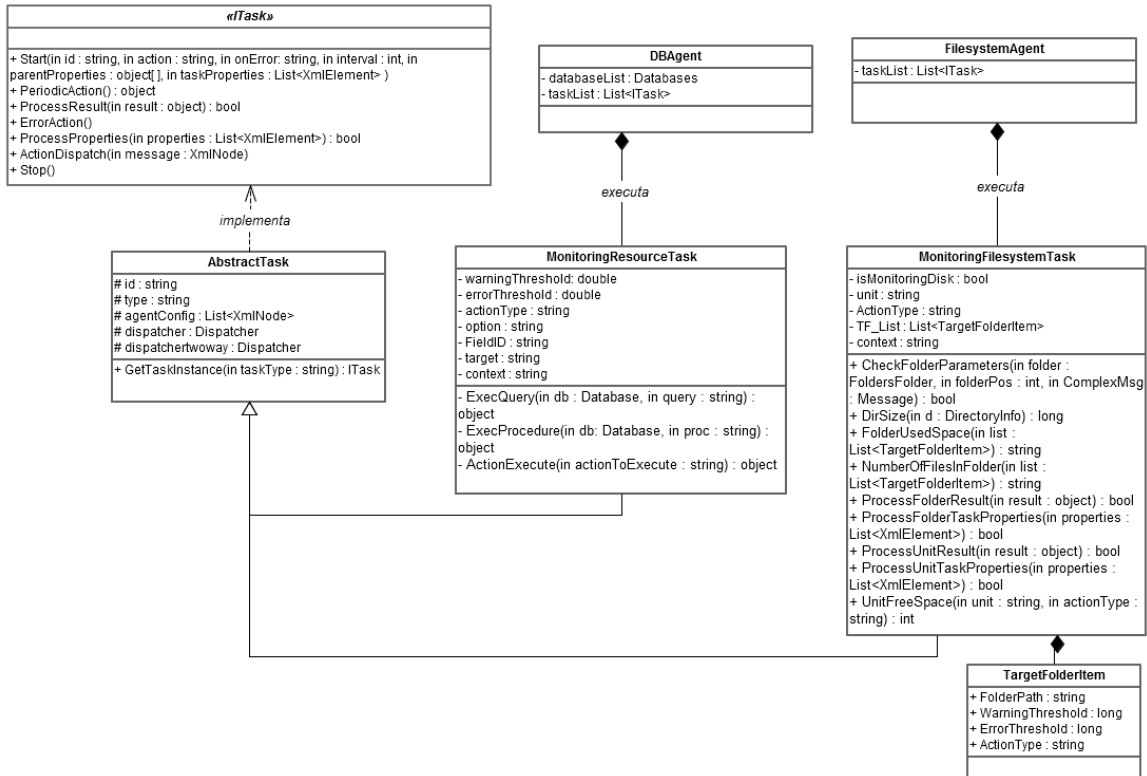 «ITask»
+ Start(in id : string, in action : string, in onError: string, in interval : int, in
parentProperties : object[ ], in taskProperties : List<XmlElement> )
+ PeriodicAction() : object
+ ProcessResult(in result : object) : bool
+ ErrorAction()
+ ProcessProperties(in properties : List<XmlElement>) : bool
+ ActionDispatch(in message : XmlNode)
+ Stop()
DBAgent
- databaseList : Databases
- taskList : List<ITask>
FilesystemAgent
- taskList : List<ITask>
implementa
executa
executa
AbstractTask
# id : string
# type : string
# agentConfig : List<XmlNode>
# dispatcher : Dispatcher
# dispatchertwoway : Dispatcher
+ GetTaskInstance(in taskType : string) : ITask
MonitoringResourceTask
- warningThreshold: double
- errorThreshold : double
- actionType : string
- option : string
- FieldID : string
- target : string
- context : string
- ExecQuery(in db : Database, in query : string) :
object
- ExecProcedure(in db: Database, in proc : string) :
object
- ActionExecute(in actionToExecute : string) : object
MonitoringFilesystemTask
- isMonitoringDisk : bool
- unit : string
- ActionType : string
- TF_List : List<TargetFolderItem>
- context : string
+ CheckFolderParameters(in folder :
FoldersFolder, in folderPos : int, in ComplexMsg
: Message) : bool
+ DirSize(in d : DirectoryInfo) : long
+ FolderUsedSpace(in list :
List<TargetFolderItem>) : string
+ NumberOfFilesInFolder(in list :
List<TargetFolderItem>) : string
+ ProcessFolderResult(in result : object) : bool
+ ProcessFolderTaskProperties(in properties :
List<XmlElement>) : bool
+ ProcessUnitResult(in result : object) : bool
+ ProcessUnitTaskProperties(in properties :
List<XmlElement>) : bool
+ UnitFreeSpace(in unit : string, in actionType :
string) : int
TargetFolderItem
+ FolderPath : string
+ WarningThreshold : long
+ ErrorThreshold : long
+ ActionType : string